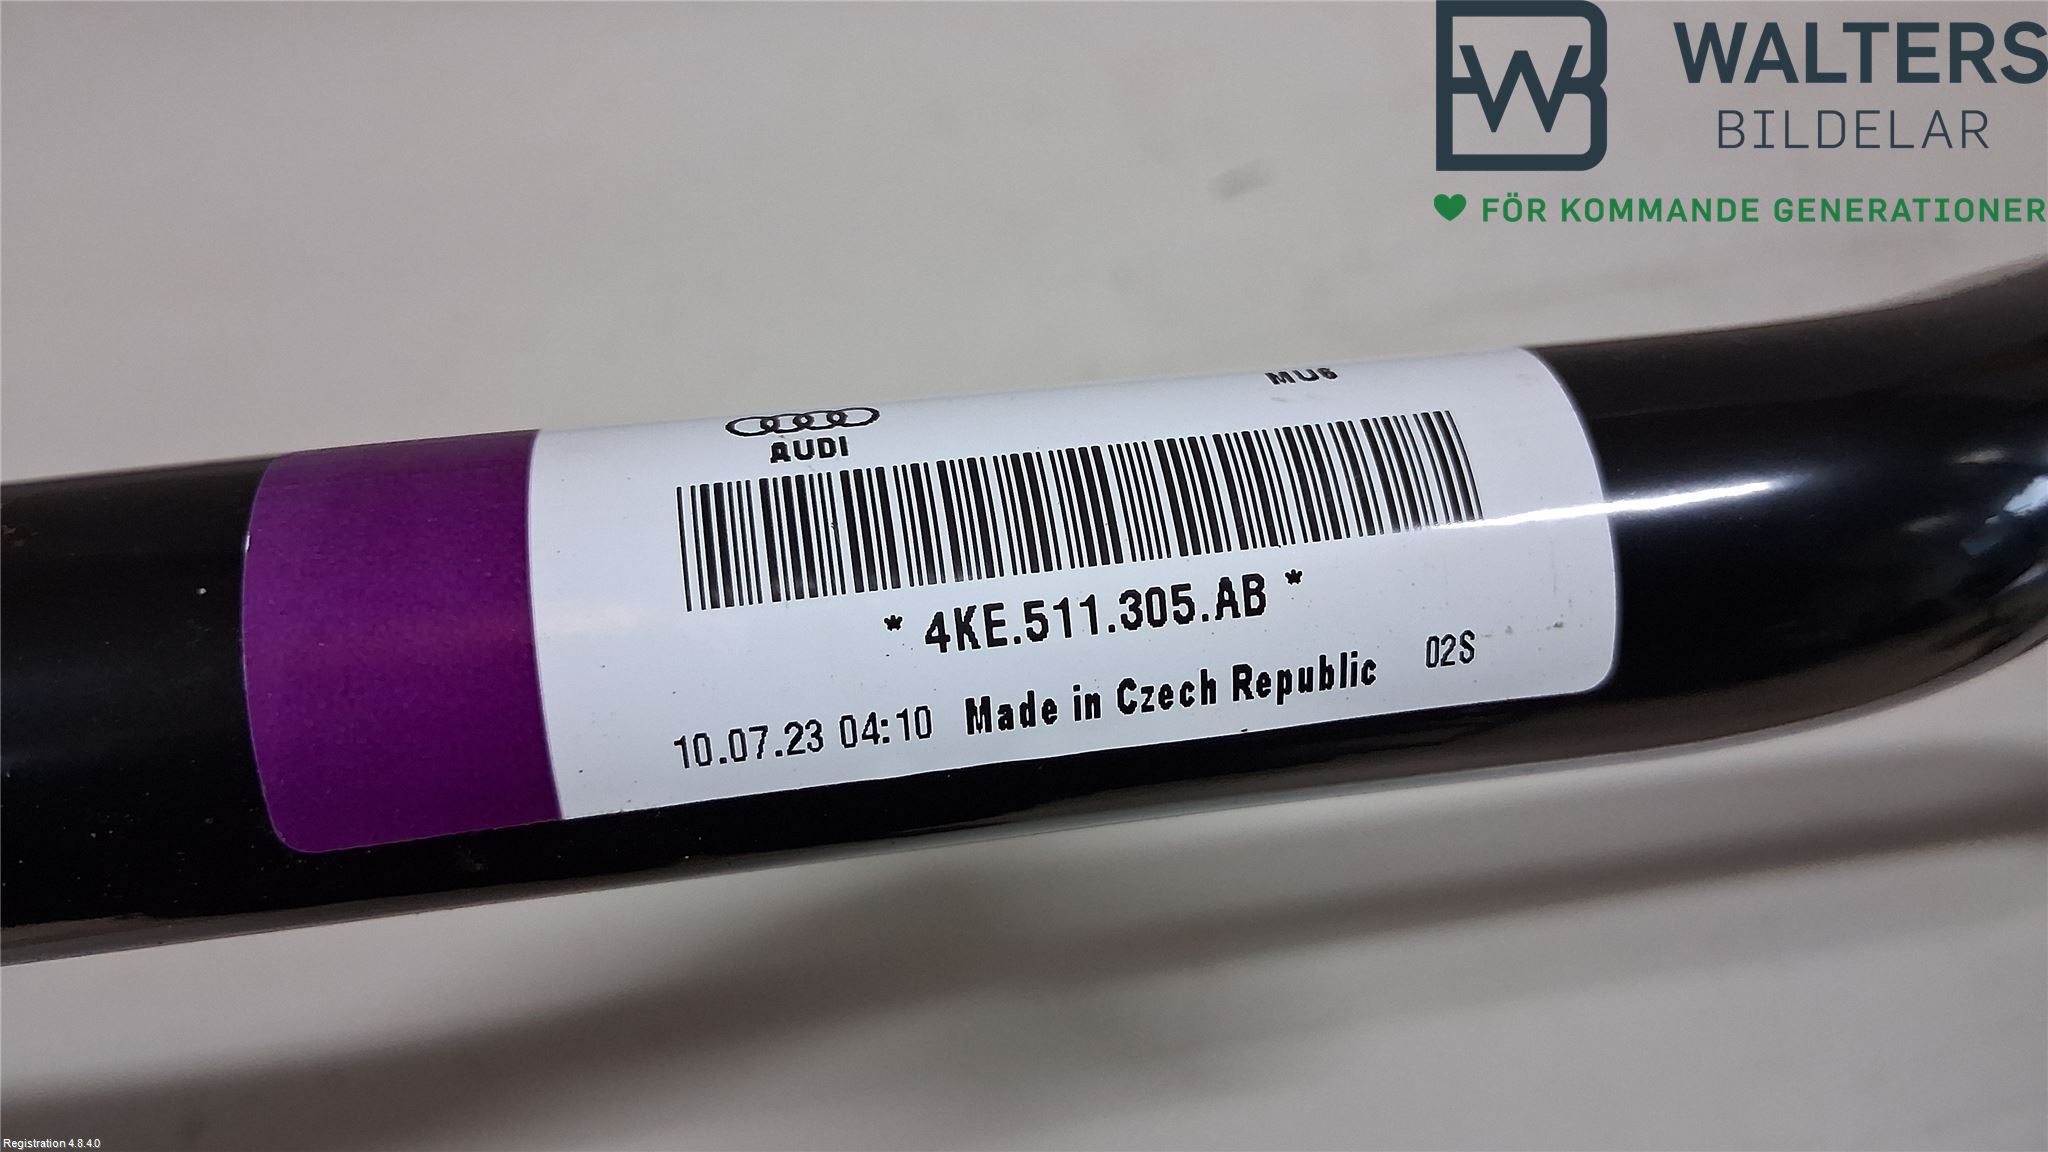 WALTERS
BILDELAR
FÖR KOMMANDE GENERATIONER
MU6
AUDI
* 4KE.511.305.AB *
10.07.23 04:10 Made in Czech Republic 02S
Registration 4.8.4.0